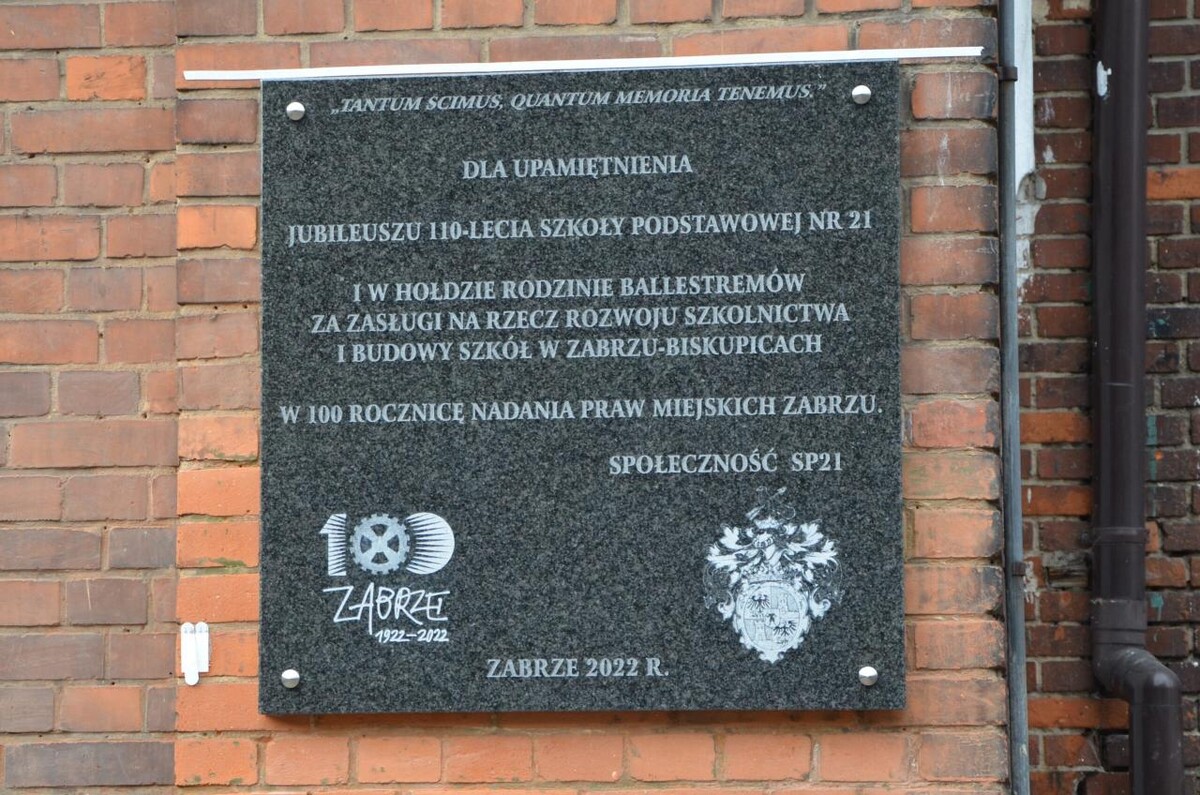 „TANTUM SCIMUS, QUANTUM MEMORIA TENEMUS.”
DLA UPAMIĘTNIENIA
JUBILEUSZU 110-LECIA SZKOŁY PODSTAWOWEJ NR 21
I W HOŁDZIE RODZINIE BALLESTREMÓW
ZA ZASŁUGI NA RZECZ ROZWOJU SZKOLNICTWA
I BUDOWY SZKÓŁ W ZABRZU-BISKUPICACH
W 100 ROCZNICĘ NADANIA PRAW MIEJSKICH ZABRZU.
SPOŁECZNOŚĆ SP21
100
ZABRZE
1922-2022
ZABRZE 2022 R.